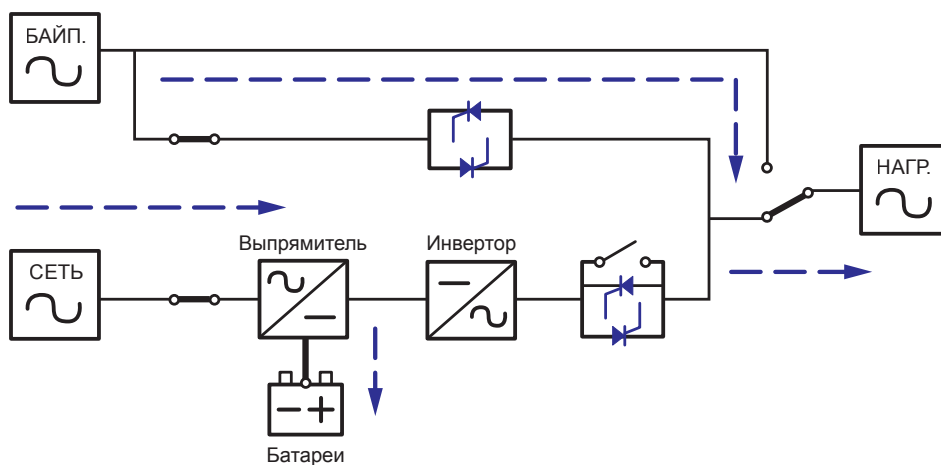 БАЙП.
НАГР.
Выпрямитель
Инвертор
СЕТЬ
Батареи